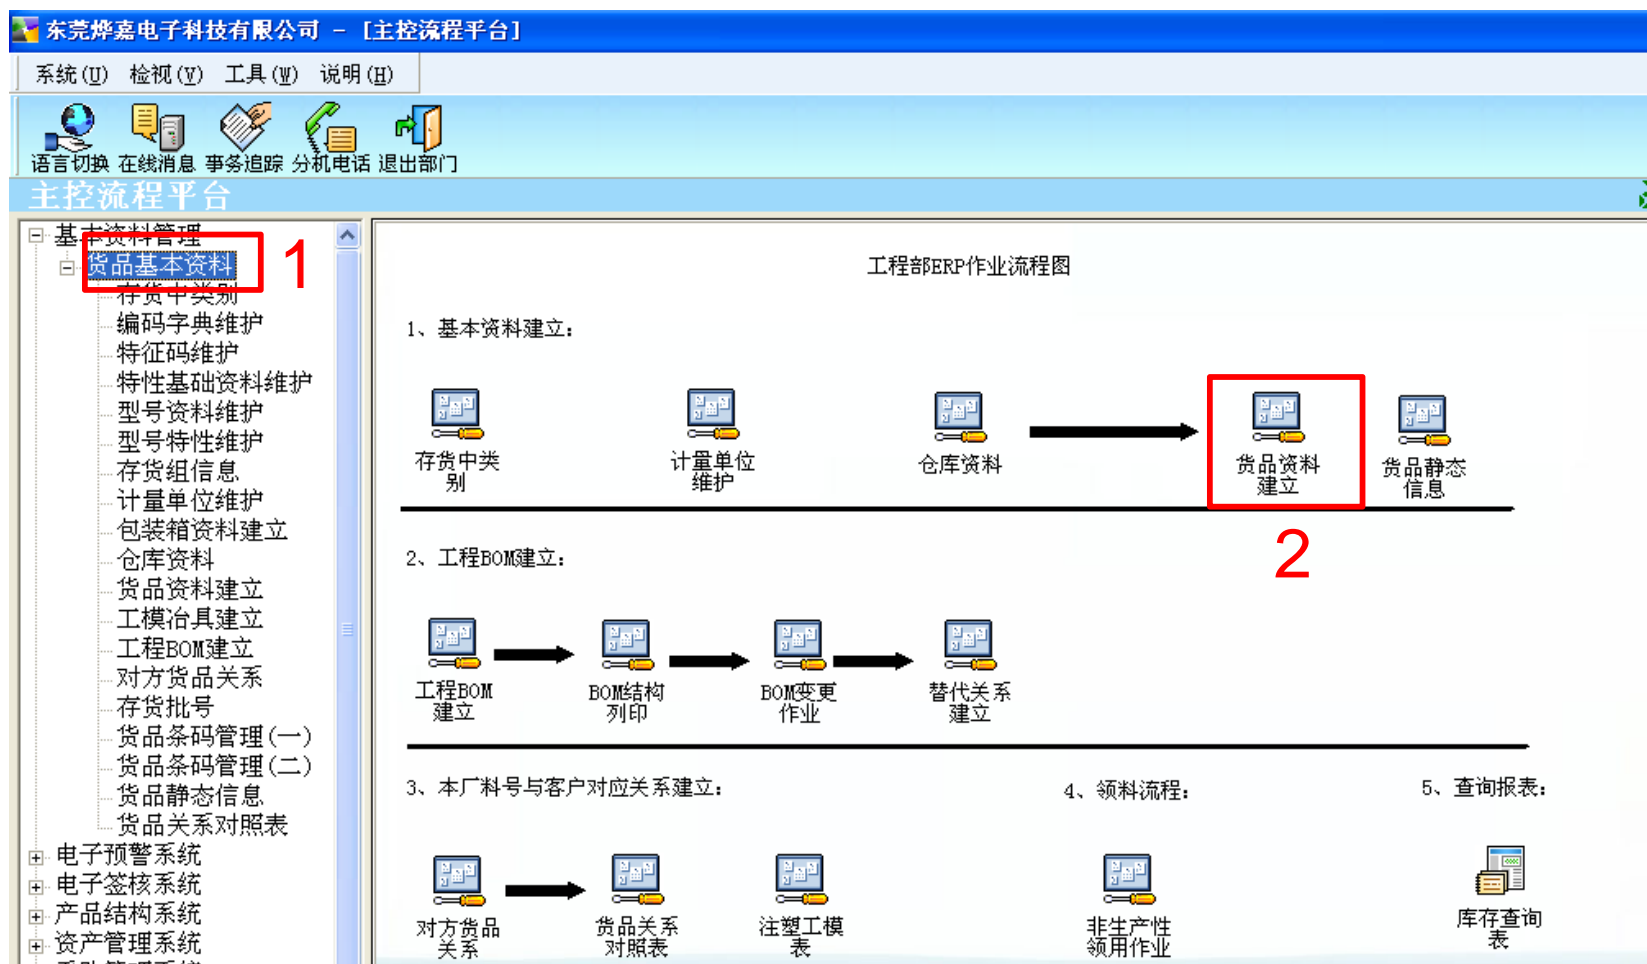 东莞烨嘉电子科技有限公司 - [主控流程平台]
系统(U) 检视(V) 工具(W) 说明(H)
语言切换 在线消息 事务追踪 分机电话 退出部门
主控流程平台
基本资料管理
货品基本资料
1
存货中类别
编码字典维护
特征码维护
特性基础资料维护
型号资料维护
型号特性维护
存货组信息
计量单位维护
包装箱资料建立
仓库资料
货品资料建立
工模冶具建立
工程BOM建立
对方货品关系
存货批号
货品条码管理(一)
货品条码管理(二)
货品静态信息
货品关系对照表
电子预警系统
电子签核系统
产品结构系统
资产管理系统
工程部ERP作业流程图
1、基本资料建立:
存货中类
别
计量单位
维护
仓库资料
货品资料
建立
货品静态
信息
2
2、工程BOM建立:
工程BOM
建立
BOM结构
列印
BOM变更
作业
替代关系
建立
3、本厂料号与客户对应关系建立:
4、领料流程:
5、查询报表:
对方货品
关系
货品关系
对照表
注塑工模
表
非生产性
领用作业
库存查询
表